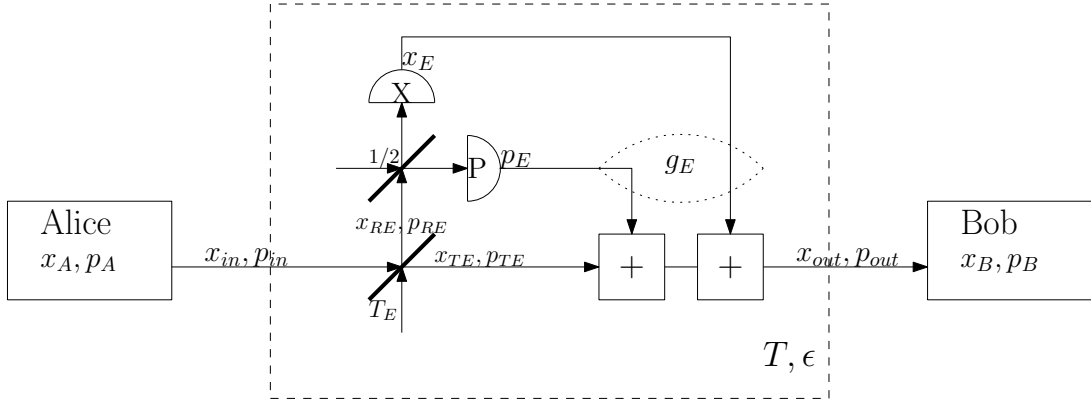 x_E
X
1/2
P
p_E
g_E
Alice
x_A, p_A
x_{RE}, p_{RE}
x_{in}, p_{in}
x_{TE}, p_{TE}
+
+
x_{out}, p_{out}
Bob
x_B, p_B
T_E
T, ϵ